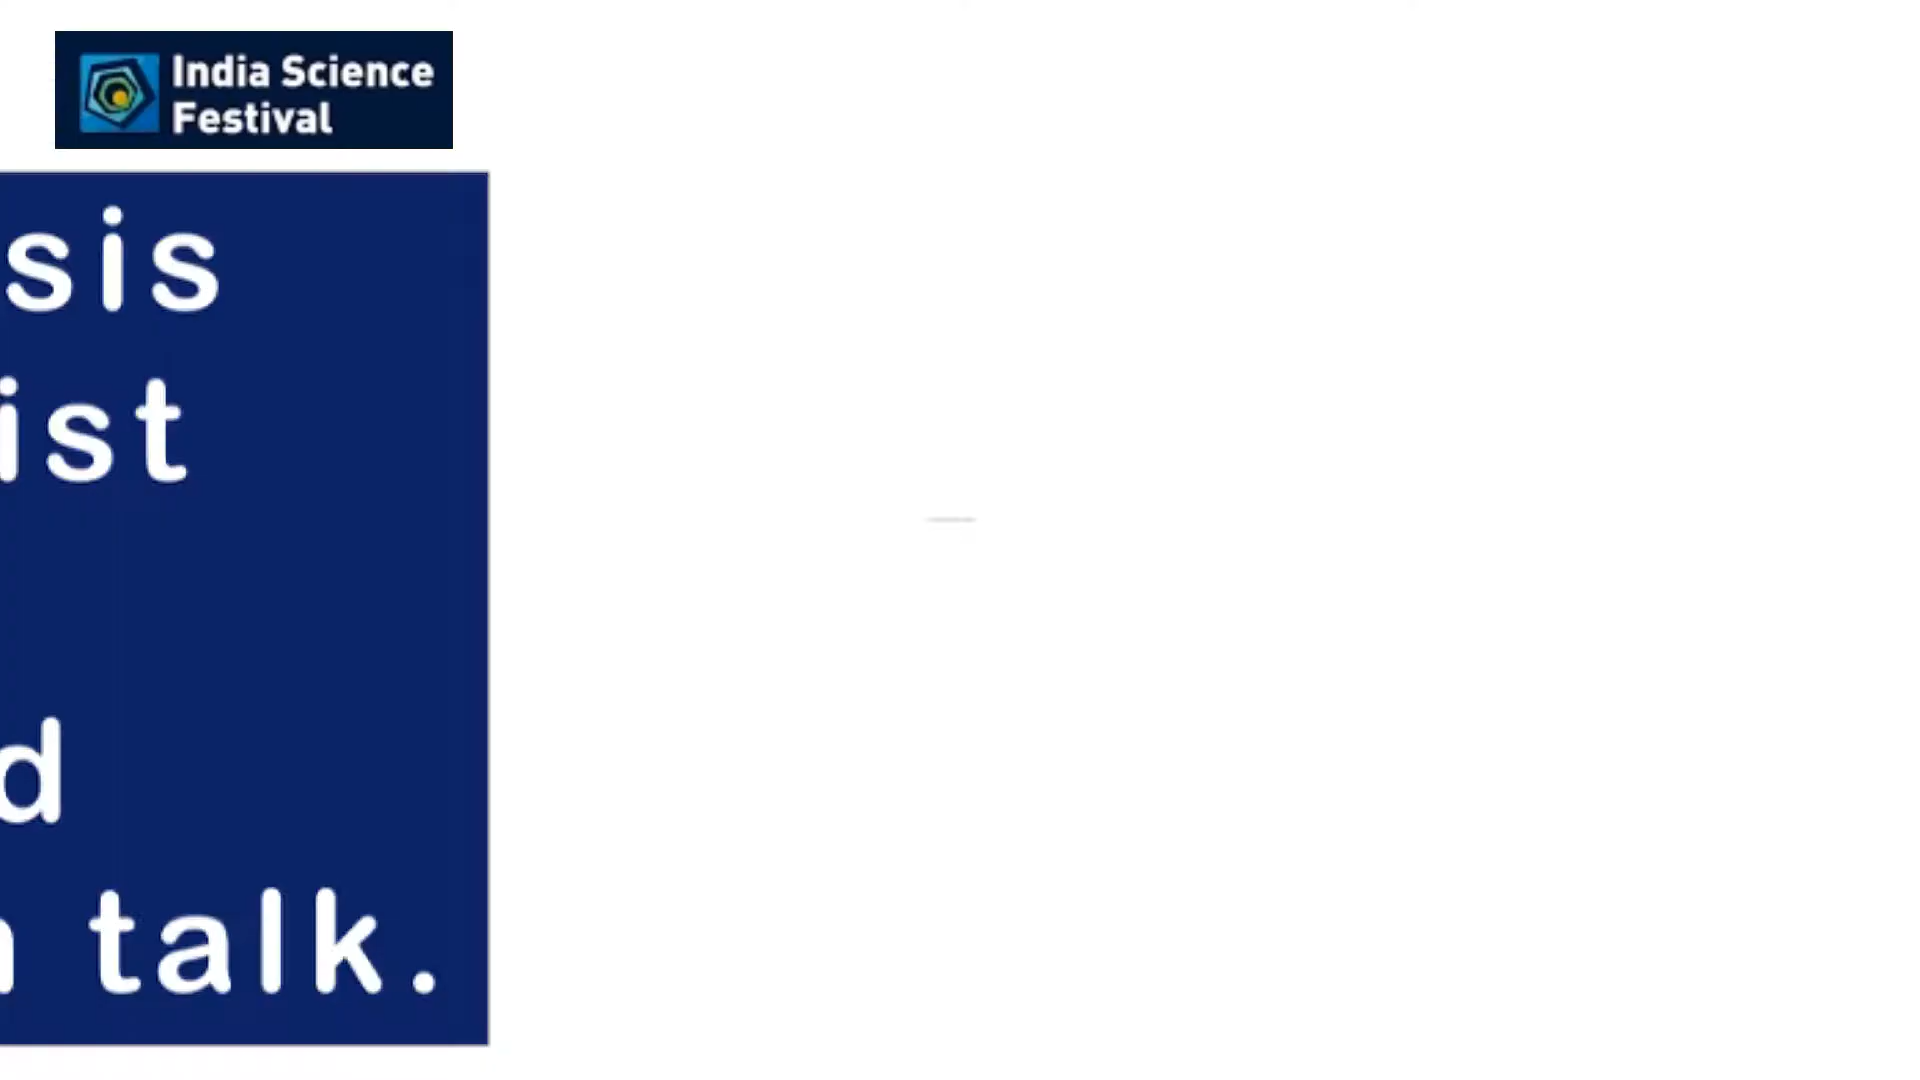 India Science
Festival
sis
ist
d
talk.